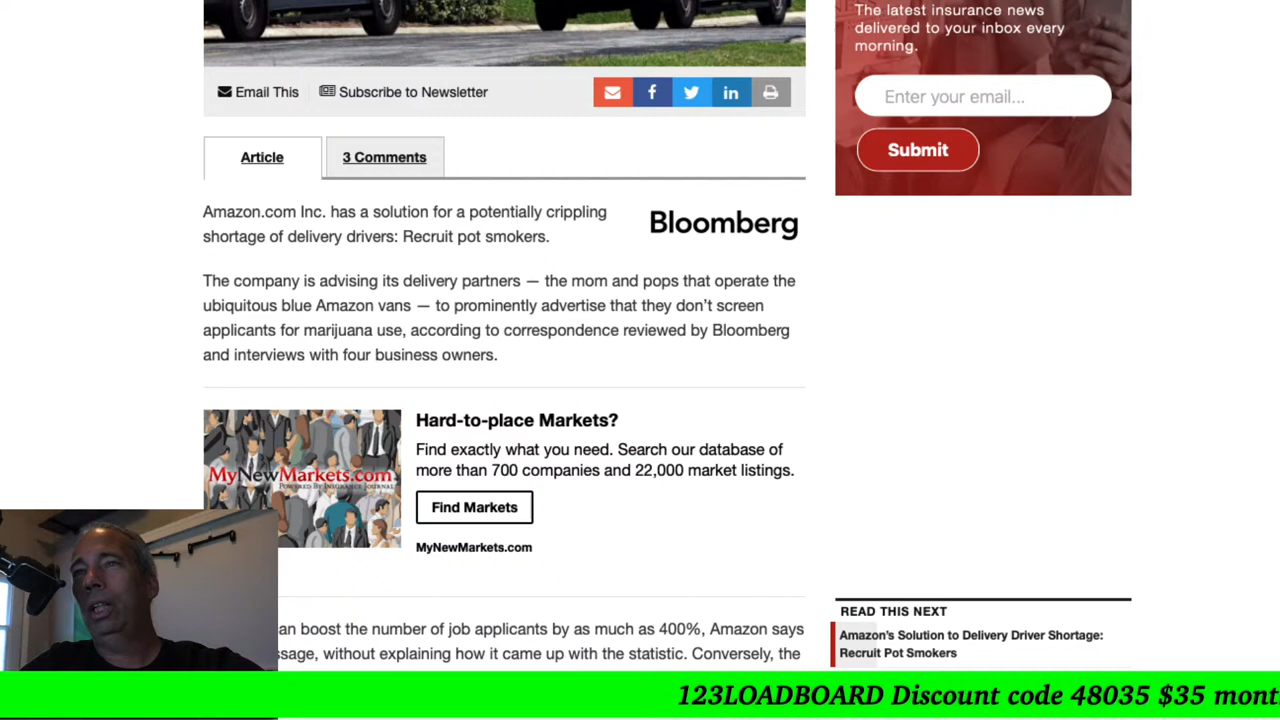 The latest insurance news
delivered to your inbox every
morning.
Enter your email...
Submit
Email This
Subscribe to Newsletter
Article
3 Comments
Amazon.com Inc. has a solution for a potentially crippling
shortage of delivery drivers: Recruit pot smokers.
Bloomberg
The company is advising its delivery partners — the mom and pops that operate the
ubiquitous blue Amazon vans — to prominently advertise that they don’t screen
applicants for marijuana use, according to correspondence reviewed by Bloomberg
and interviews with four business owners.
MyNewMarkets.com
POWERED BY INSURANCE JOURNAL
Hard-to-place Markets?
Find exactly what you need. Search our database of
more than 700 companies and 22,000 market listings.
Find Markets
MyNewMarkets.com
an boost the number of job applicants by as much as 400%, Amazon says
ssage, without explaining how it came up with the statistic. Conversely, the
READ THIS NEXT
Amazon’s Solution to Delivery Driver Shortage:
Recruit Pot Smokers
123LOADBOARD Discount code 48035 $35 mont